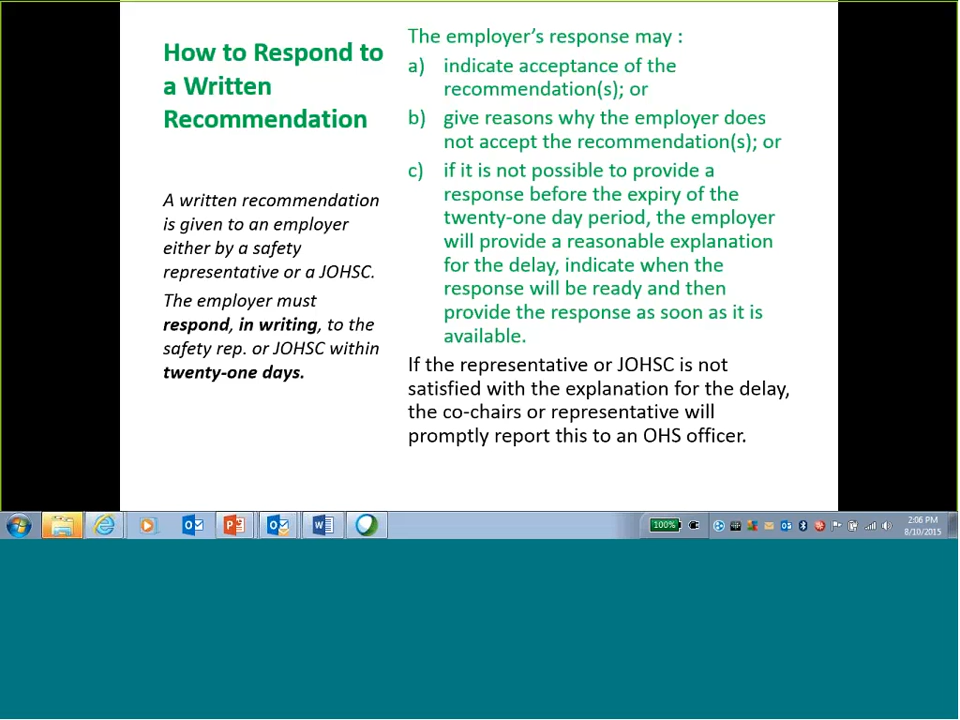 How to Respond to
a Written
Recommendation
A written recommendation
is given to an employer
either by a safety
representative or a JOHSC.
The employer must
respond, in writing, to the
safety rep. or JOHSC within
twenty-one days.
The employer's response may :
a) indicate acceptance of the
recommendation(s); or
b) give reasons why the employer does
not accept the recommendation(s); or
c) if it is not possible to provide a
response before the expiry of the
twenty-one day period, the employer
will provide a reasonable explanation
for the delay, indicate when the
response will be ready and then
provide the response as soon as it is
available.
If the representative or JOHSC is not
satisfied with the explanation for the delay,
the co-chairs or representative will
promptly report this to an OHS officer.
100%
2:06 PM
8/10/2015